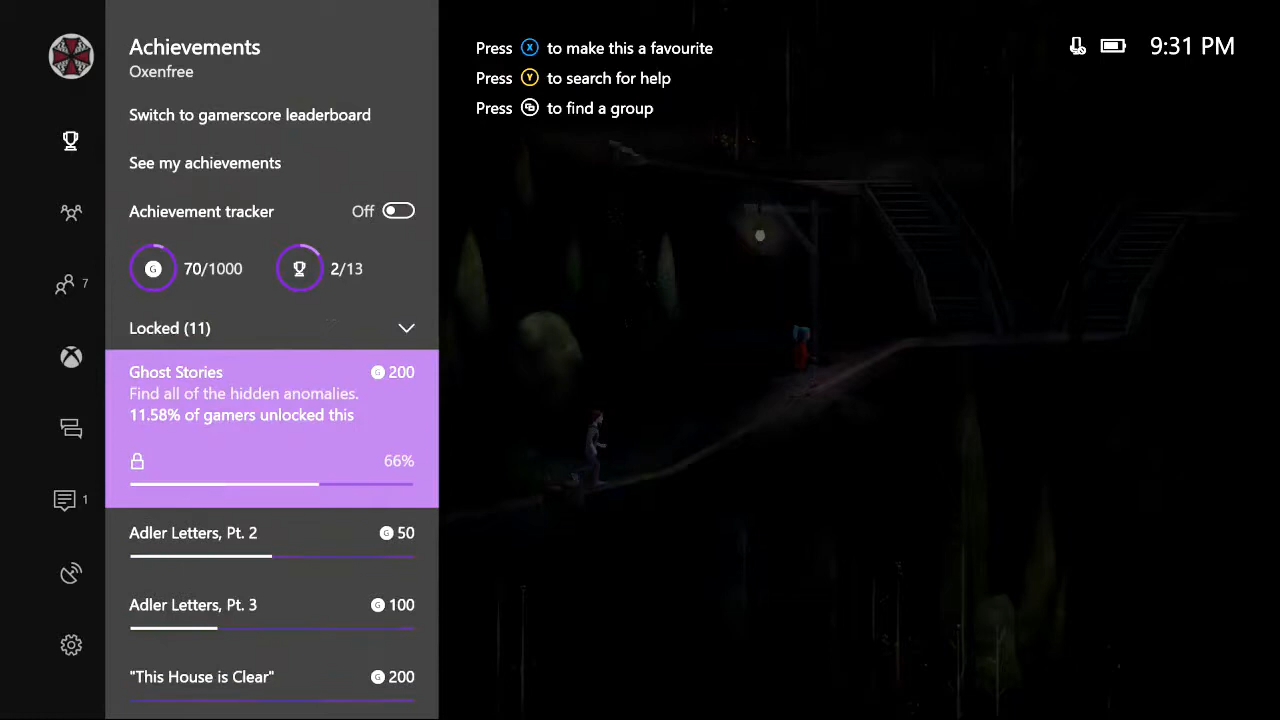 Achievements
Oxenfree
Switch to gamerscore leaderboard
See my achievements
Achievement tracker Off
G 70/1000 2/13
Locked (11)
Ghost Stories G 200
Find all of the hidden anomalies.
11.58% of gamers unlocked this
66%
Adler Letters, Pt. 2 G 50
Adler Letters, Pt. 3 G 100
"This House is Clear" G 200
7
1
Press X to make this a favourite
Press Y to search for help
Press to find a group
9:31 PM